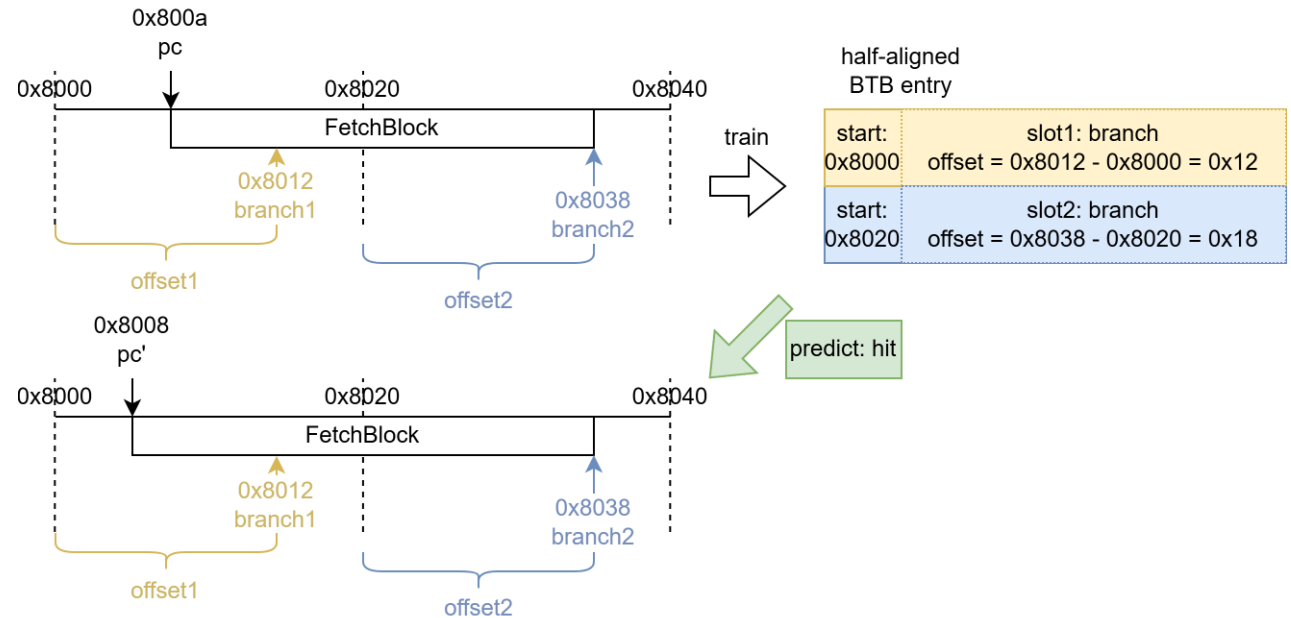 0x800a
pc
0x8000
0x8020
0x8040
FetchBlock
0x8012
branch1
0x8038
branch2
offset1
offset2
train
half-aligned
BTB entry
start:
0x8000
slot1: branch
offset = 0x8012 - 0x8000 = 0x12
start:
0x8020
slot2: branch
offset = 0x8038 - 0x8020 = 0x18
predict: hit
0x8008
pc'
0x8000
0x8020
0x8040
FetchBlock
0x8012
branch1
0x8038
branch2
offset1
offset2